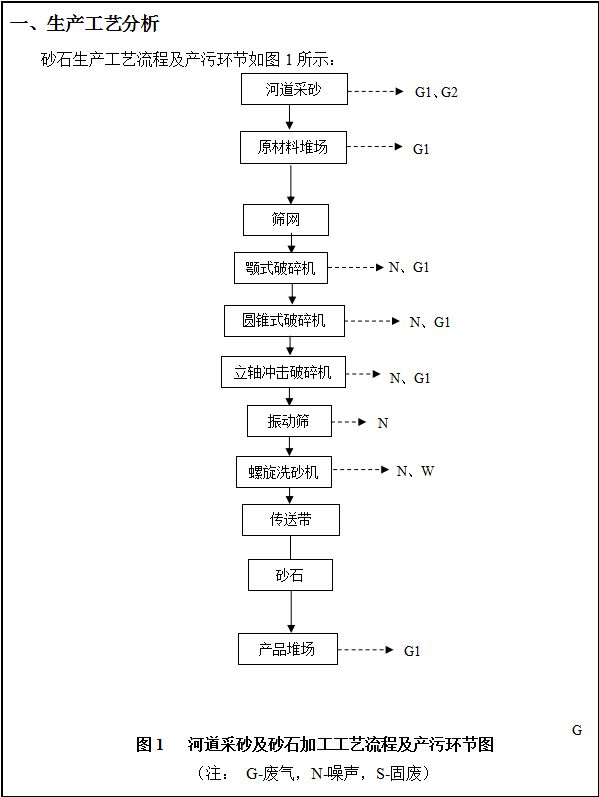 一、生产工艺分析
砂石生产工艺流程及产污环节如图 1 所示：
河道采砂
G1、G2
原材料堆场
G1
筛网
颚式破碎机
N、G1
圆锥式破碎机
N、G1
立轴冲击破碎机
N、G1
振动筛
N
螺旋洗砂机
N、W
传送带
砂石
产品堆场
G1
G
图 1 河道采砂及砂石加工工艺流程及产污环节图
（注： G-废气，N-噪声，S-固废）